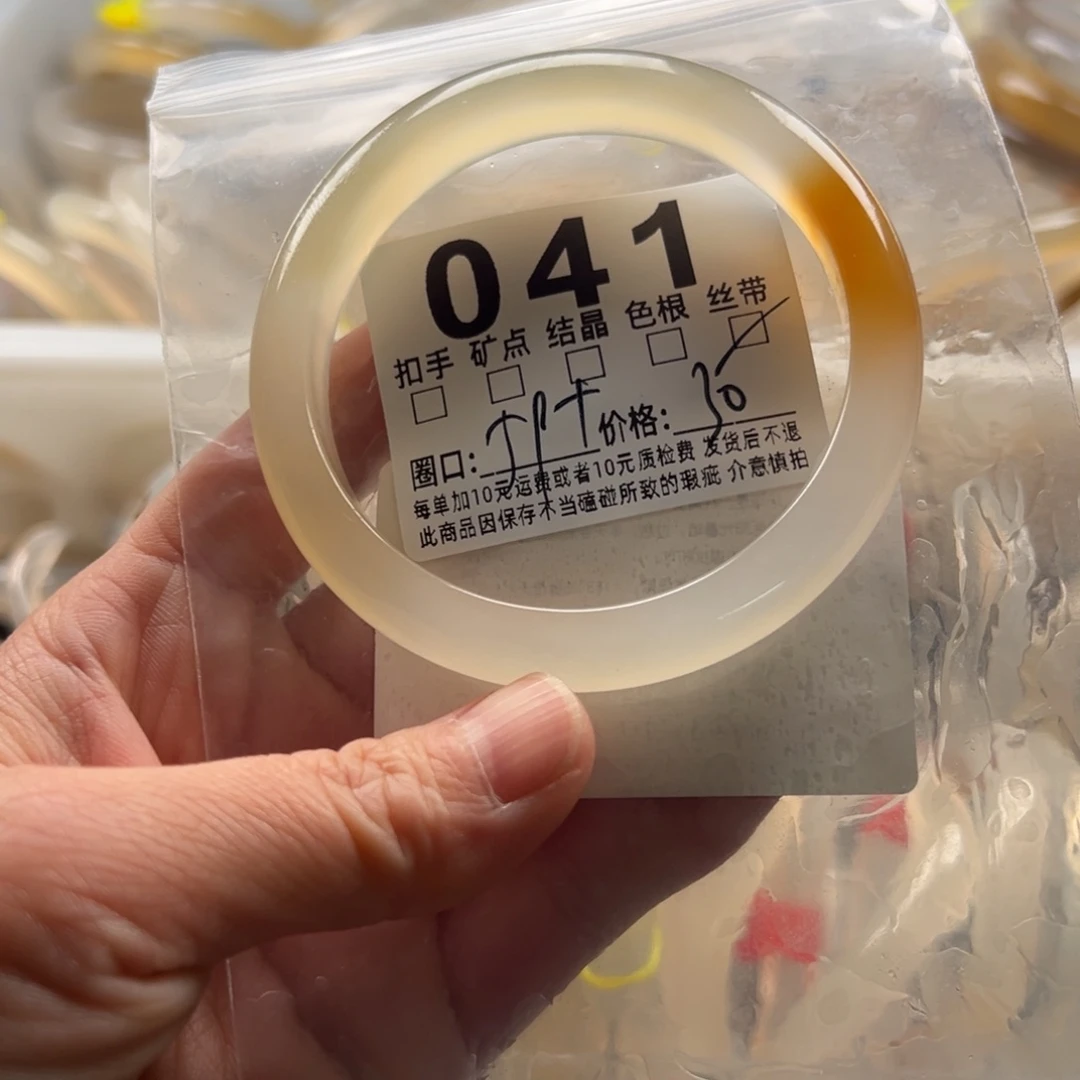 041
扣手 矿点 结晶 色根 丝带
圈口: 价格: 30
每单加10元运费或者10元质检费 发货后不退
此商品因保存不当磕碰所致的瑕疵 介意慎拍